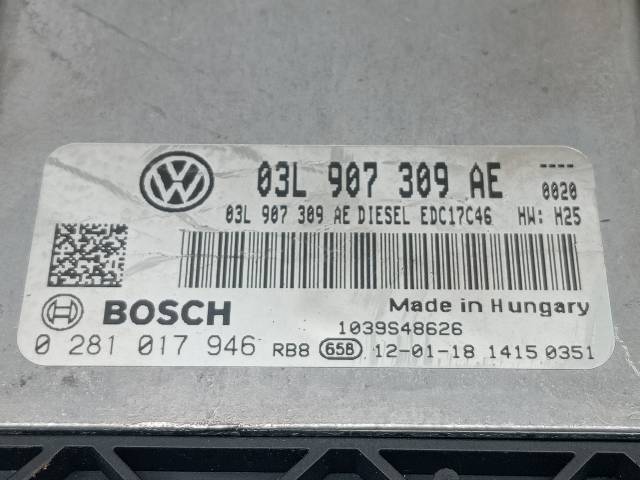 03L 907 309 AE ----
0020
03L 907 309 AE DIESEL EDC17C46 HW: H25
BOSCH Made in Hungary
1039S48626
0 281 017 946 RB8 65B 12-01-18 1415 0351